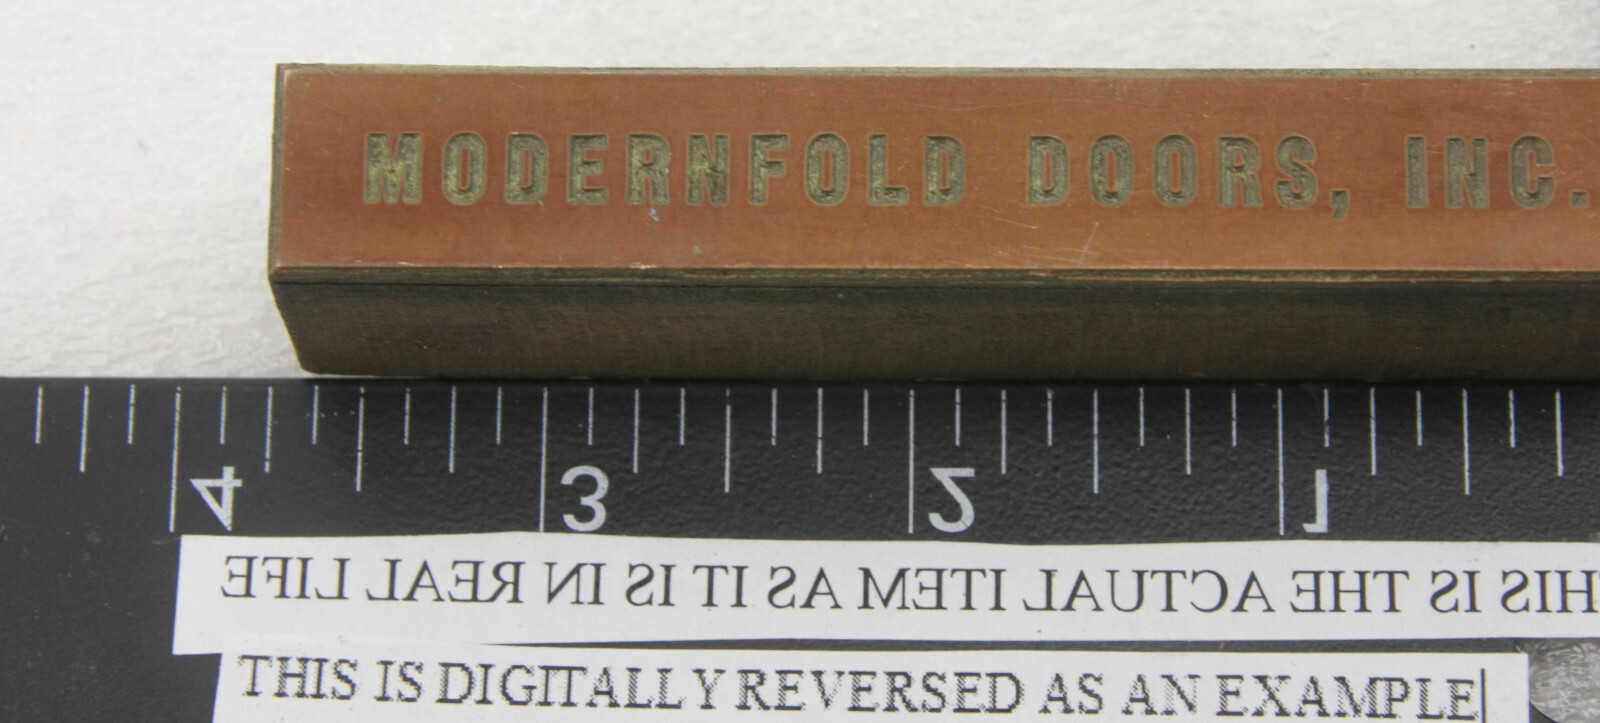 MODERNFOLD DOORS, INC.
4 3 2 1
THIS IS THE ACTUAL ITEM AS IT IS IN REAL LIFE
THIS IS DIGITALLY REVERSED AS AN EXAMPLE